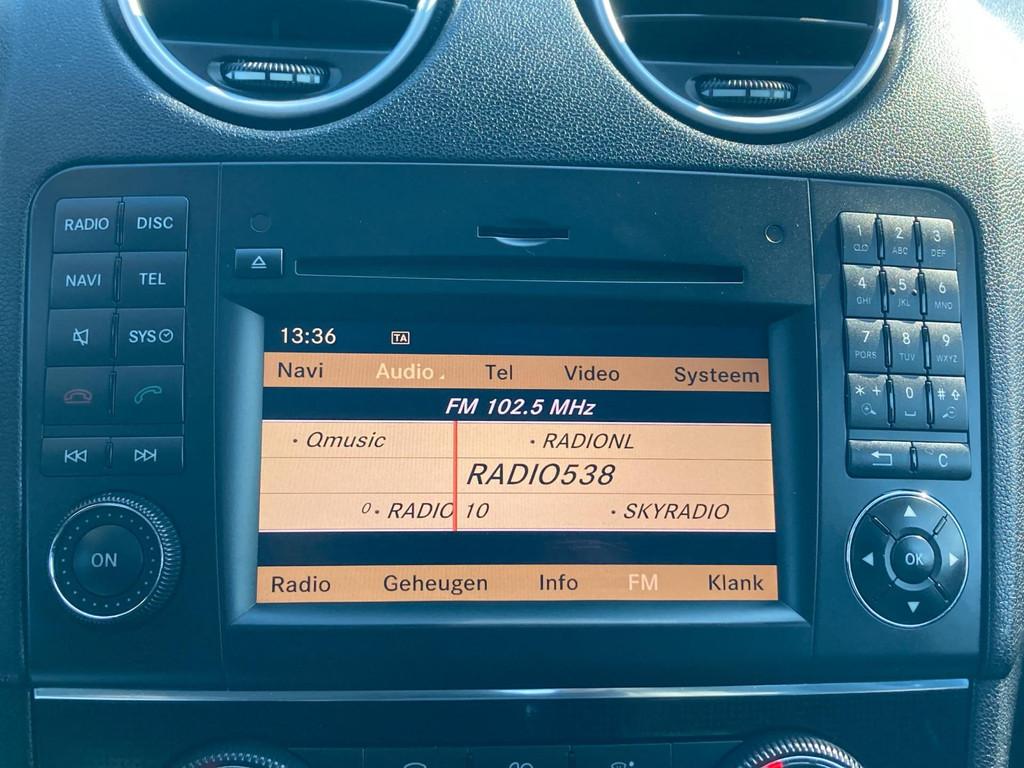 RADIO DISC
NAVI TEL
SYS
ON
13:36 TA
Navi Audio Tel Video Systeem
FM 102.5 MHz
• Qmusic • RADIONL
RADIO538
0 • RADIO 10 • SKYRADIO
Radio Geheugen Info FM Klank
1 2 ABC 3 DEF
4 GHI 5 JKL 6 MNO
7 PQRS 8 TUV 9 WXYZ
* + 0 #
C
OK